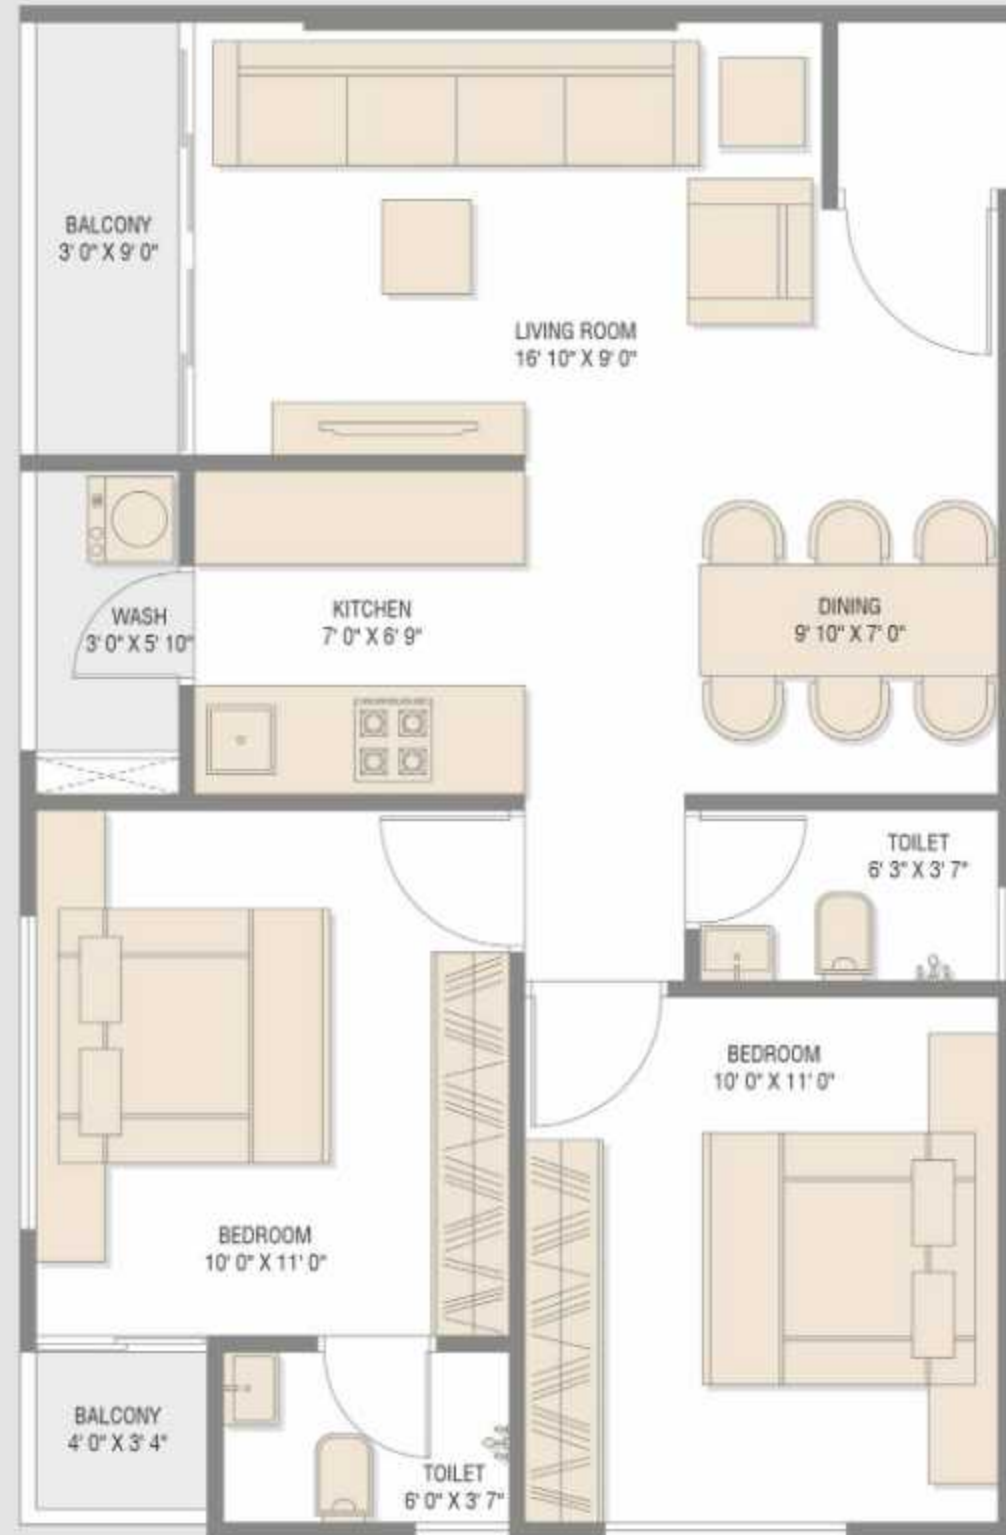 BALCONY
3' 0" X 9' 0"
LIVING ROOM
16' 10" X 9' 0"
WASH
3' 0" X 5' 10"
KITCHEN
7' 0" X 6' 9"
DINING
9' 10" X 7' 0"
TOILET
6' 3" X 3' 7"
BEDROOM
10' 0" X 11' 0"
BEDROOM
10' 0" X 11' 0"
BALCONY
4' 0" X 3' 4"
TOILET
6' 0" X 3' 7"